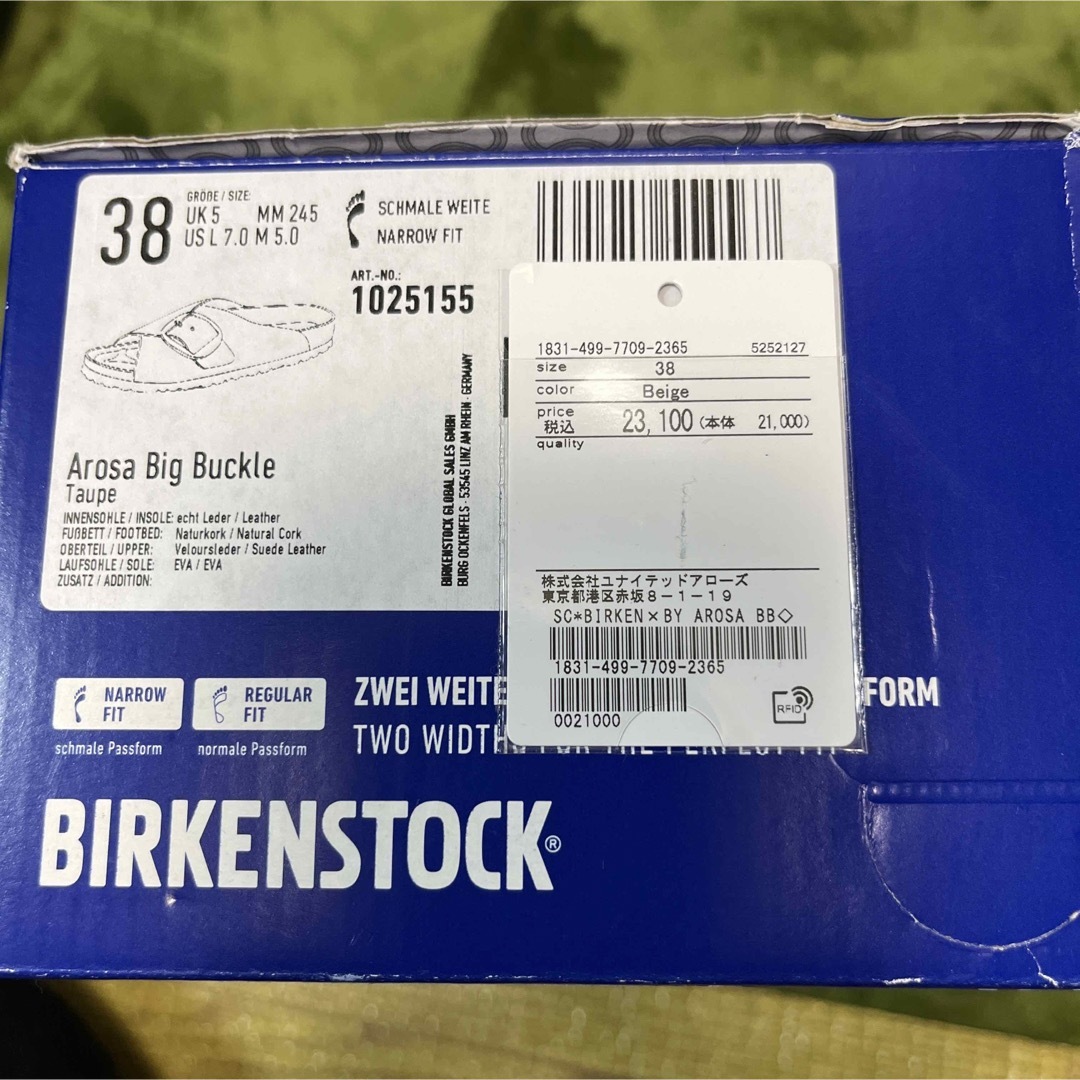 38
GRÖßE / SIZE:
UK 5 MM 245
US L 7.0 M 5.0
SCHMALE WEITE
NARROW FIT
ART.-NO.:
1025155
Arosa Big Buckle
Taupe
INNENSOHLE / INSOLE: echt Leder / Leather
FUßBETT / FOOTBED: Naturkork / Natural Cork
OBERTEIL / UPPER: Veloursleder / Suede Leather
LAUFSOHLE / SOLE: EVA / EVA
ZUSATZ / ADDITION:
BIRKENSTOCK GLOBAL SALES GMBH
BURG OCKENFELS · 53545 LINZ AM RHEIN · GERMANY
1831-499-7709-2365 5252127
size 38
color Beige
price
税込 23,100 (本体 21,000)
quality
株式会社ユナイテッドアローズ
東京都港区赤坂8-1-19
SC*BIRKEN×BY AROSA BB◇
1831-499-7709-2365
0021000
RFID
NARROW
FIT
schmale Passform
REGULAR
FIT
normale Passform
ZWEI WEITE FORM
TWO WIDTH FOR THE PERFECT FIT
BIRKENSTOCK®